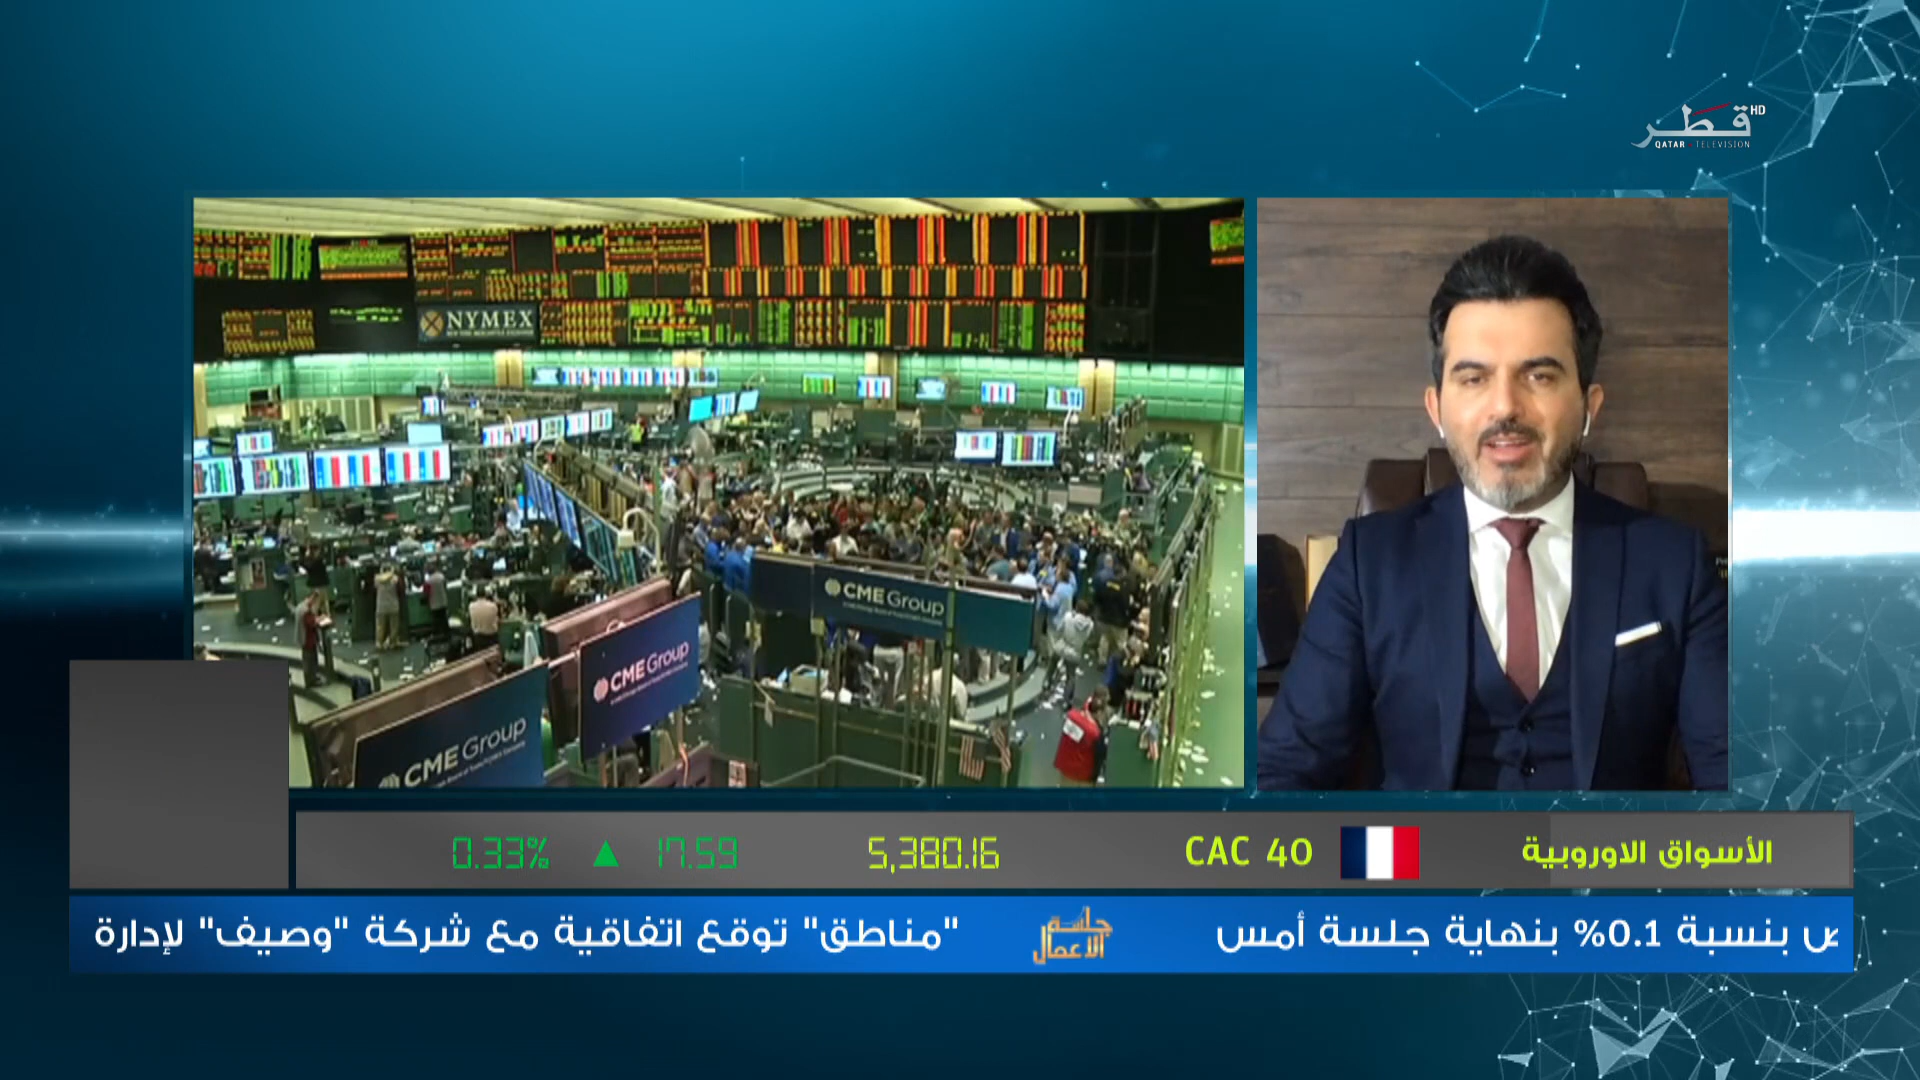 قطر HD
QATAR TELEVISION
NYMEX
CME Group
CME Group
CME Group
الأسواق الاوروبية CAC 40 5,380.16 17.59 ▲ 0.33%
ص بنسبة 0.1% بنهاية جلسة أمس جلسة الأعمال "مناطق" توقع اتفاقية مع شركة "وصيف" لإدارة